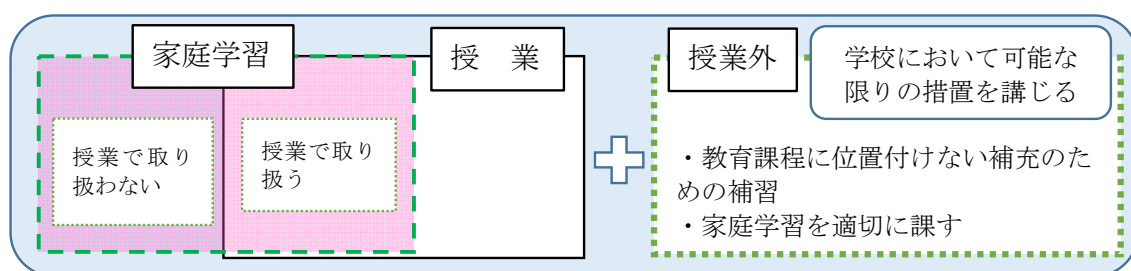 家庭学習
授　業
授業で取り
扱わない
授業で取り
扱う
授業外
学校において可能な
限りの措置を講じる
・教育課程に位置付けない補充のた
めの補習
・家庭学習を適切に課す